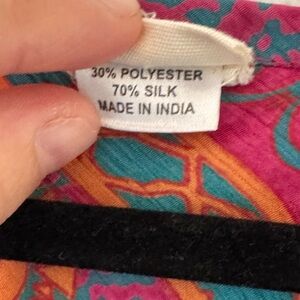 30% POLYESTER
70% SILK
MADE IN INDIA